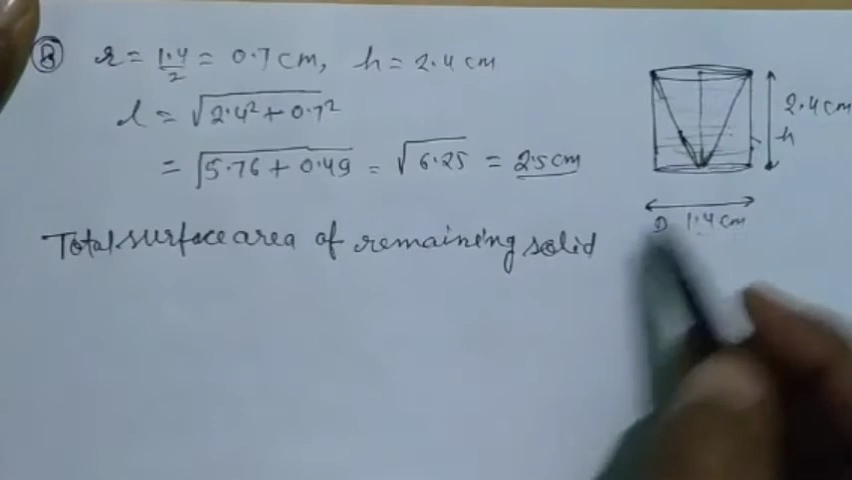 8 r = 1.4/2 = 0.7 cm, h = 2.4 cm
l = √2.4² + 0.7²
= √5.76 + 0.49 = √6.25 = 2.5 cm
Total surface area of remaining solid
2.4 cm
h
D 1.4 cm